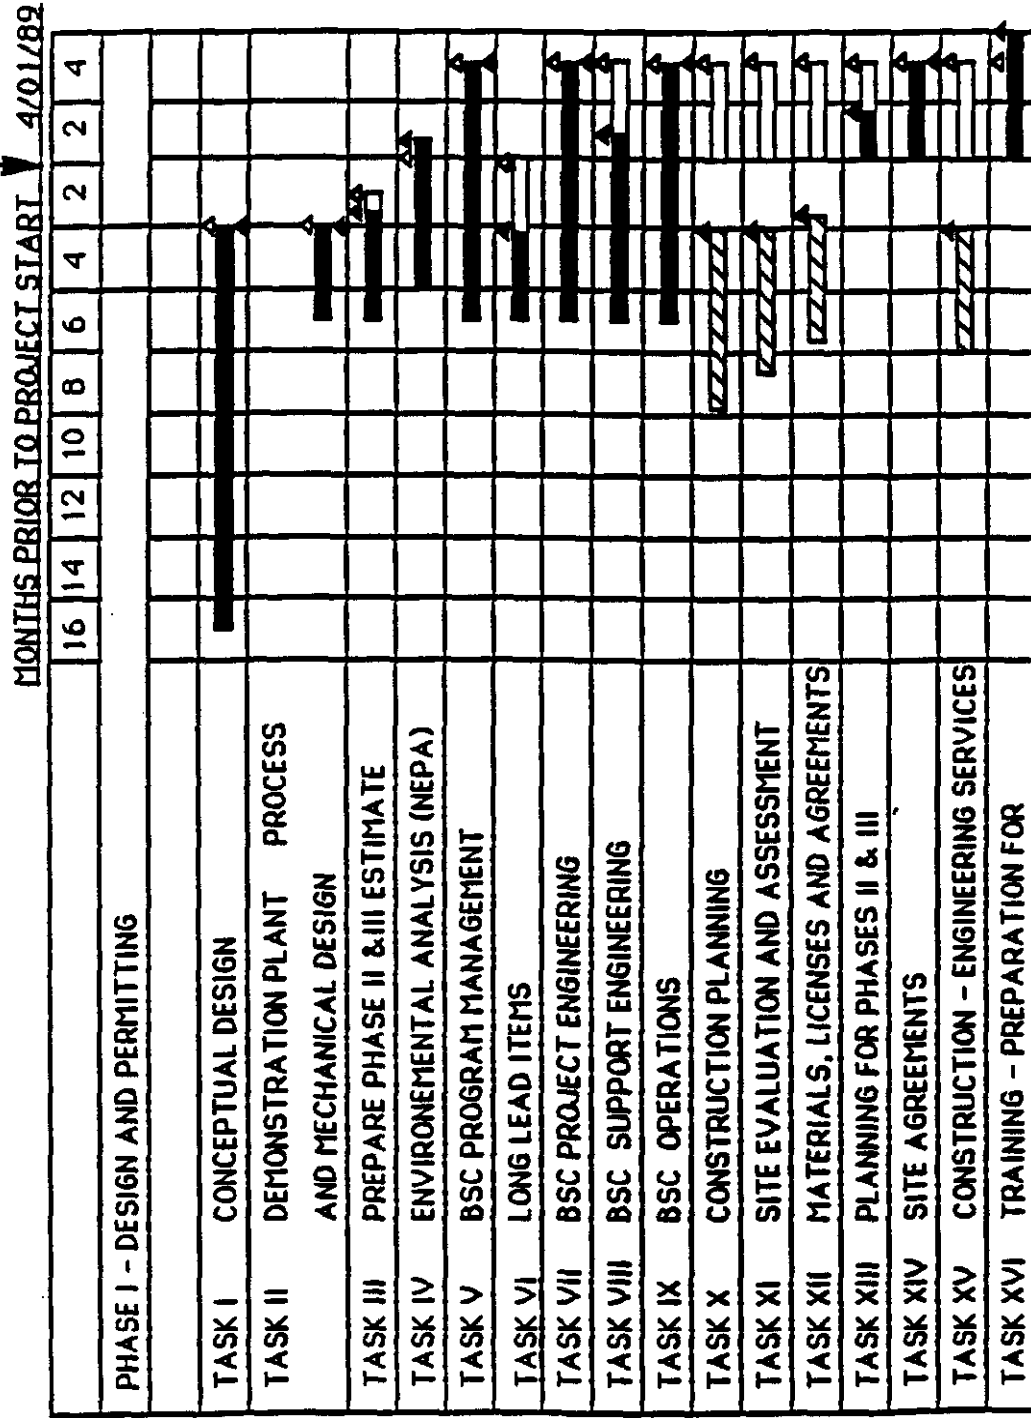 MONTHS PRIOR TO PROJECT START 4/01/89
16 14 12 10 8 6 4 2 2 4
PHASE I - DESIGN AND PERMITTING
TASK I CONCEPTUAL DESIGN
TASK II DEMONSTRATION PLANT PROCESS
AND MECHANICAL DESIGN
TASK III PREPARE PHASE II & III ESTIMATE
TASK IV ENVIRONEMENTAL ANALYSIS (NEPA)
TASK V BSC PROGRAM MANAGEMENT
TASK VI LONG LEAD ITEMS
TASK VII BSC PROJECT ENGINEERING
TASK VIII BSC SUPPORT ENGINEERING
TASK IX BSC OPERATIONS
TASK X CONSTRUCTION PLANNING
TASK XI SITE EVALUATION AND ASSESSMENT
TASK XII MATERIALS, LICENSES AND AGREEMENTS
TASK XIII PLANNING FOR PHASES II & III
TASK XIV SITE AGREEMENTS
TASK XV CONSTRUCTION - ENGINEERING SERVICES
TASK XVI TRAINING - PREPARATION FOR